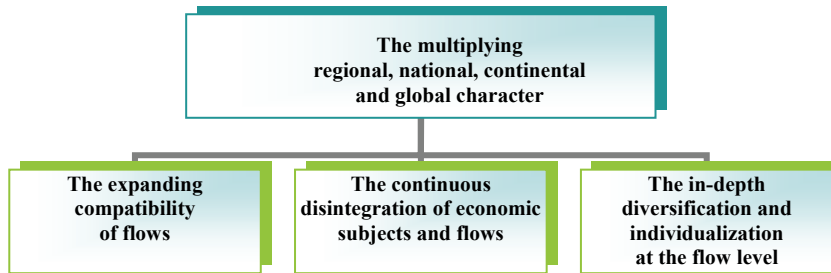 The multiplying
regional, national, continental
and global character
The expanding
compatibility
of flows
The continuous
disintegration of economic
subjects and flows
The in-depth
diversification and
individualization
at the flow level